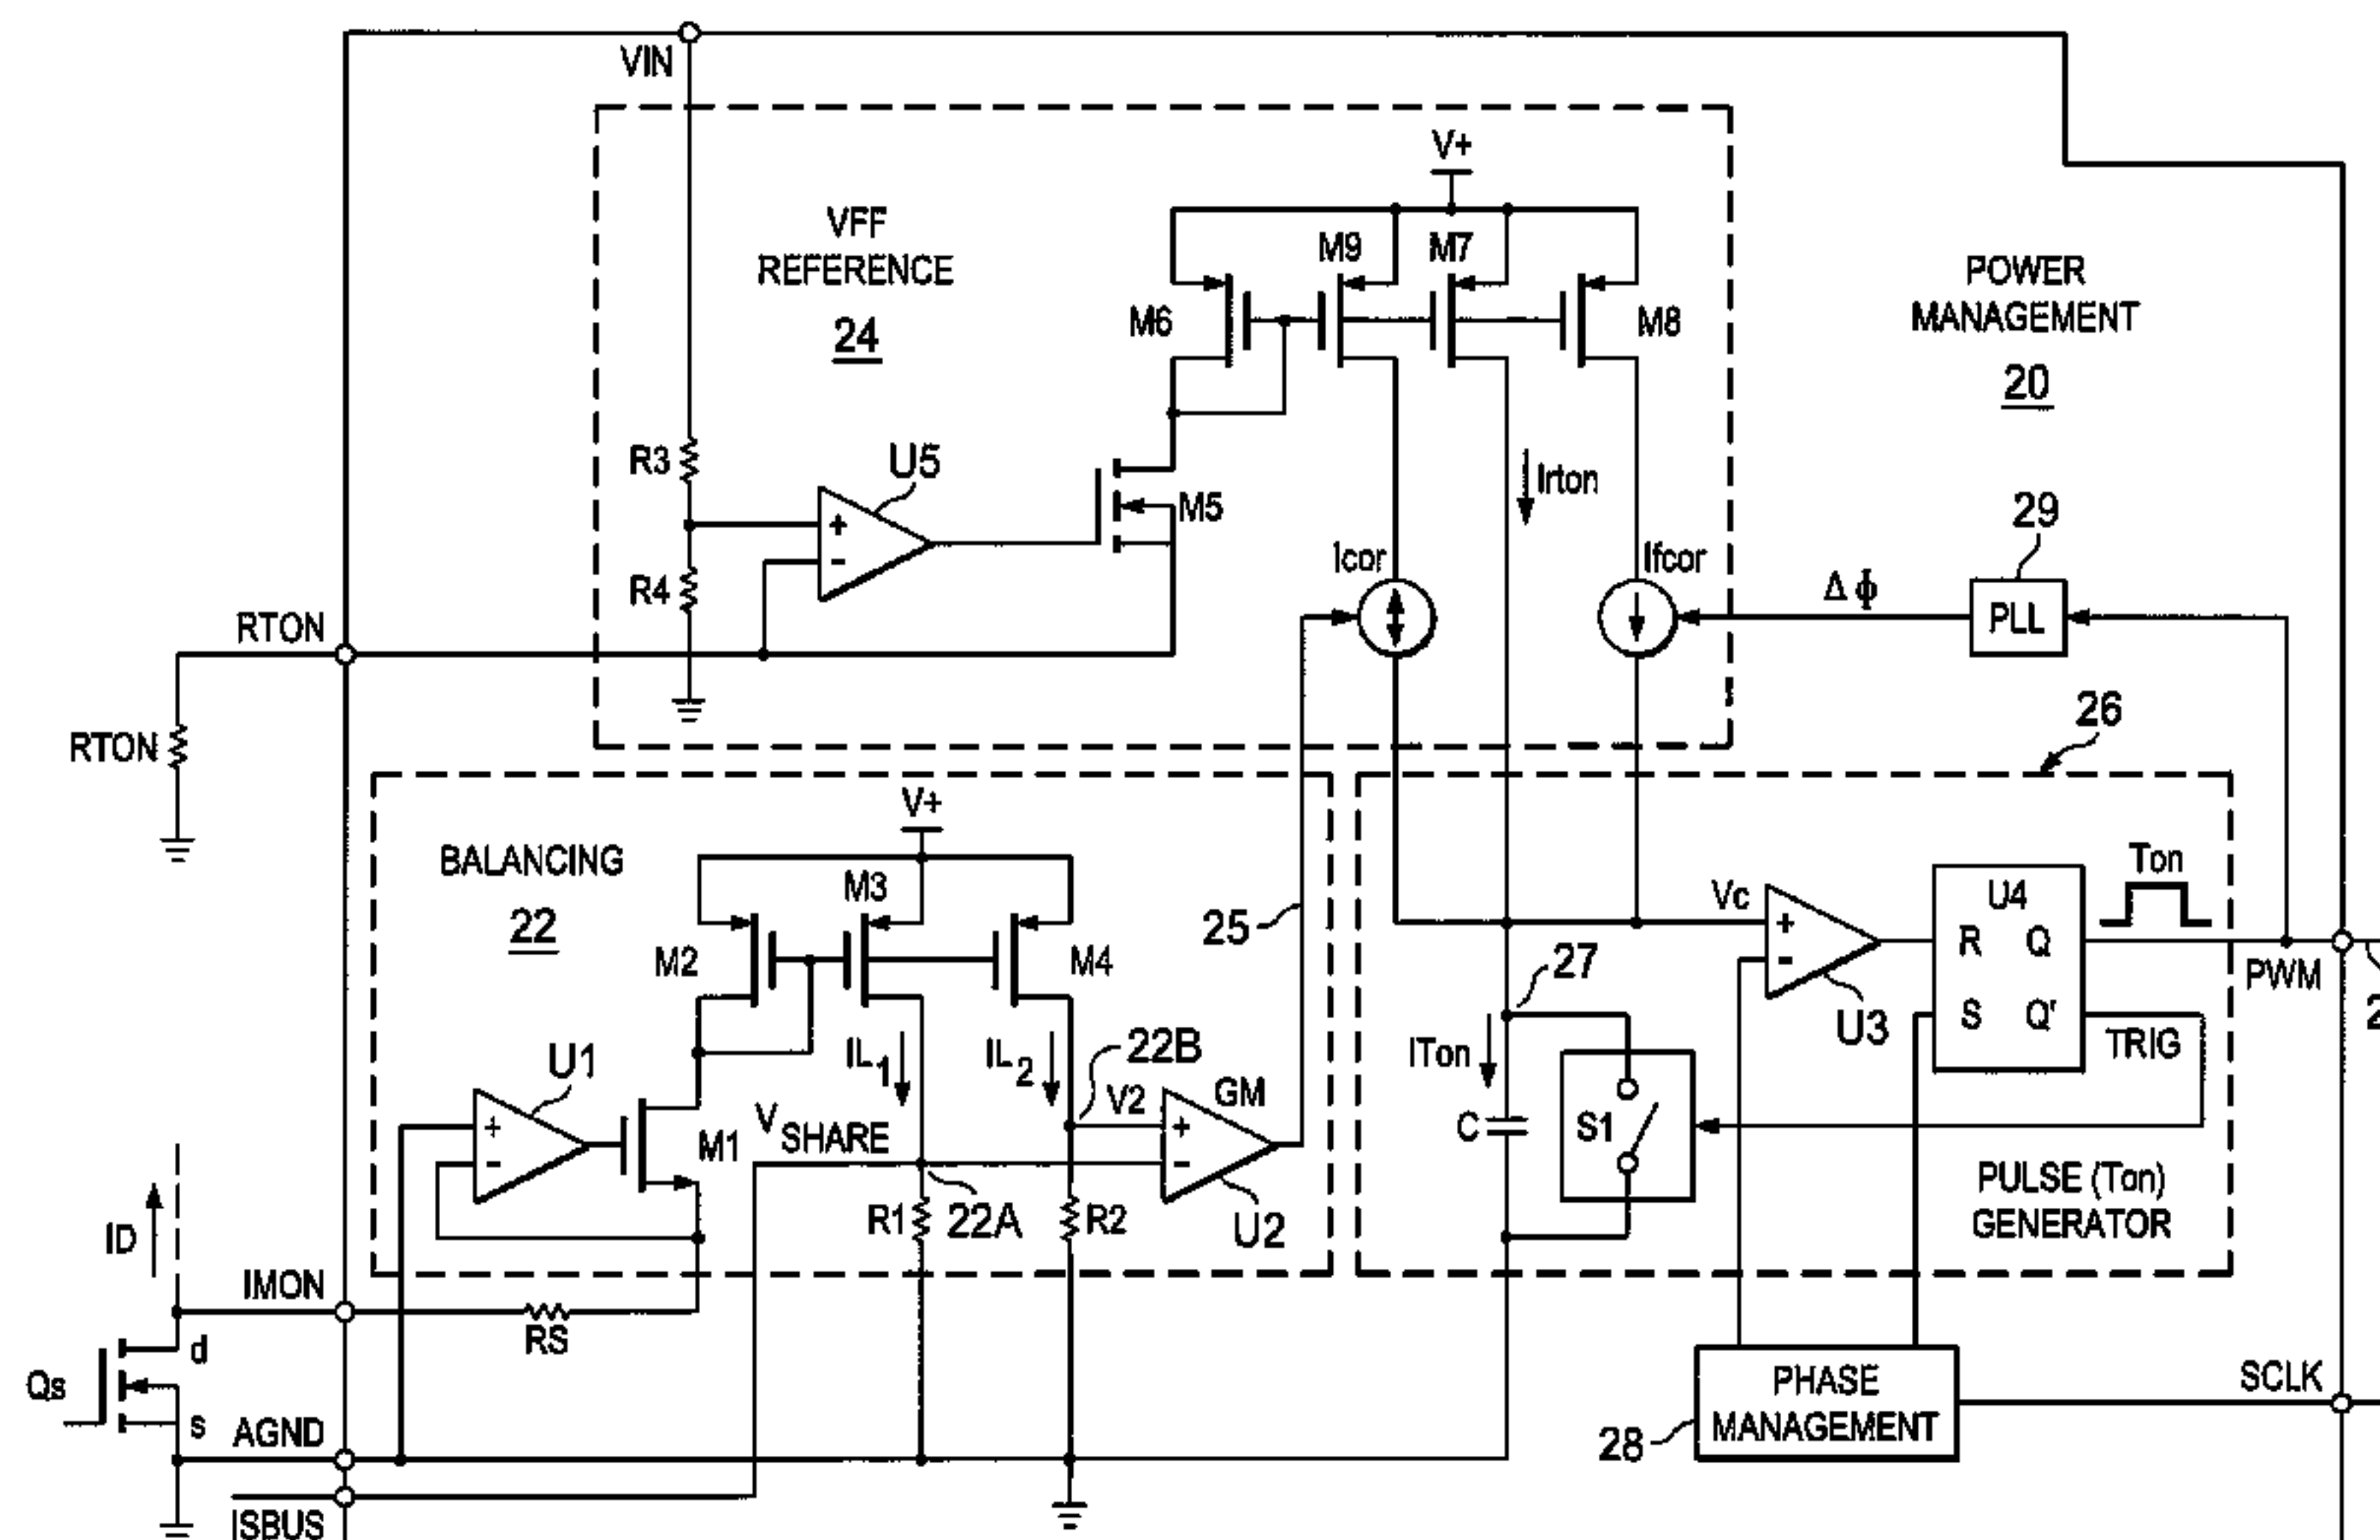 VIN
V+
VFF
REFERENCE
24
M9
M7
M6
M8
POWER
MANAGEMENT
20
R3
U5
M5
Irton
29
R4
Icor
Ifcor
Δ ϕ
PLL
RTON
RTON
26
V+
BALANCING
22
M3
M2
M4
25
Vc
U4
Ton
R
Q
S
Q'
PWM
27
U3
TRIG
U1
IL1
IL2
22B
V2
GM
ITon
C
S1
M1
VSHARE
R1
22A
R2
U2
PULSE (Ton)
GENERATOR
ID
IMON
RS
d
Qs
s
AGND
SCLK
PHASE
MANAGEMENT
28
ISBUS